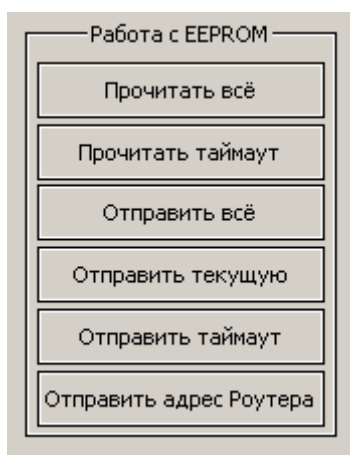 Работа с EEPROM
Прочитать всё
Прочитать таймаут
Отправить всё
Отправить текущую
Отправить таймаут
Отправить адрес Роутера